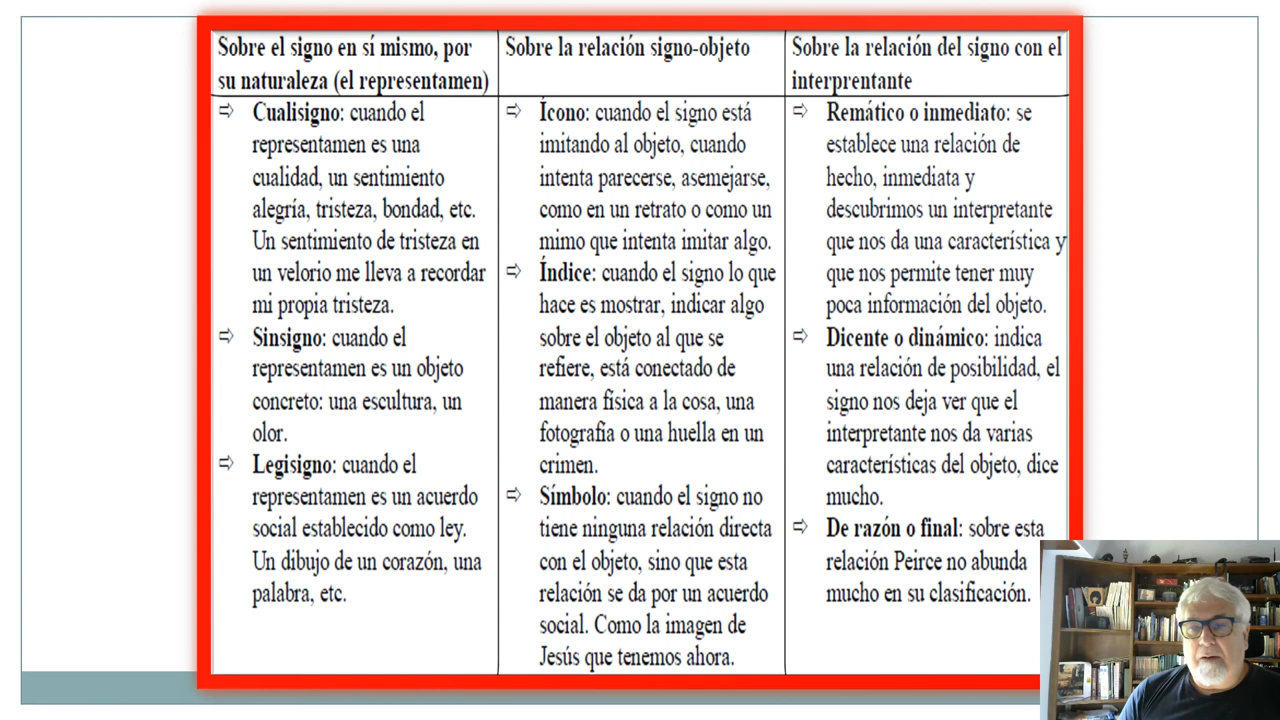 Sobre el signo en sí mismo, por
su naturaleza (el representamen)
Cualisigno: cuando el
representamen es una
cualidad, un sentimiento
alegría, tristeza, bondad, etc.
Un sentimiento de tristeza en
un velorio me lleva a recordar
mi propia tristeza.
Sinsigno: cuando el
representamen es un objeto
concreto: una escultura, un
olor.
Legisigno: cuando el
representamen es un acuerdo
social establecido como ley.
Un dibujo de un corazón, una
palabra, etc.
Sobre la relación signo-objeto
Ícono: cuando el signo está
imitando al objeto, cuando
intenta parecerse, asemejarse,
como en un retrato o como un
mimo que intenta imitar algo.
Índice: cuando el signo lo que
hace es mostrar, indicar algo
sobre el objeto al que se
refiere, está conectado de
manera física a la cosa, una
fotografía o una huella en un
crimen.
Símbolo: cuando el signo no
tiene ninguna relación directa
con el objeto, sino que esta
relación se da por un acuerdo
social. Como la imagen de
Jesús que tenemos ahora.
Sobre la relación del signo con el
interprentante
Remático o inmediato: se
establece una relación de
hecho, inmediata y
descubrimos un interpretante
que nos da una característica y
que nos permite tener muy
poca información del objeto.
Dicente o dinámico: indica
una relación de posibilidad, el
signo nos deja ver que el
interpretante nos da varias
características del objeto, dice
mucho.
De razón o final: sobre esta
relación Peirce no abunda
mucho en su clasificación.